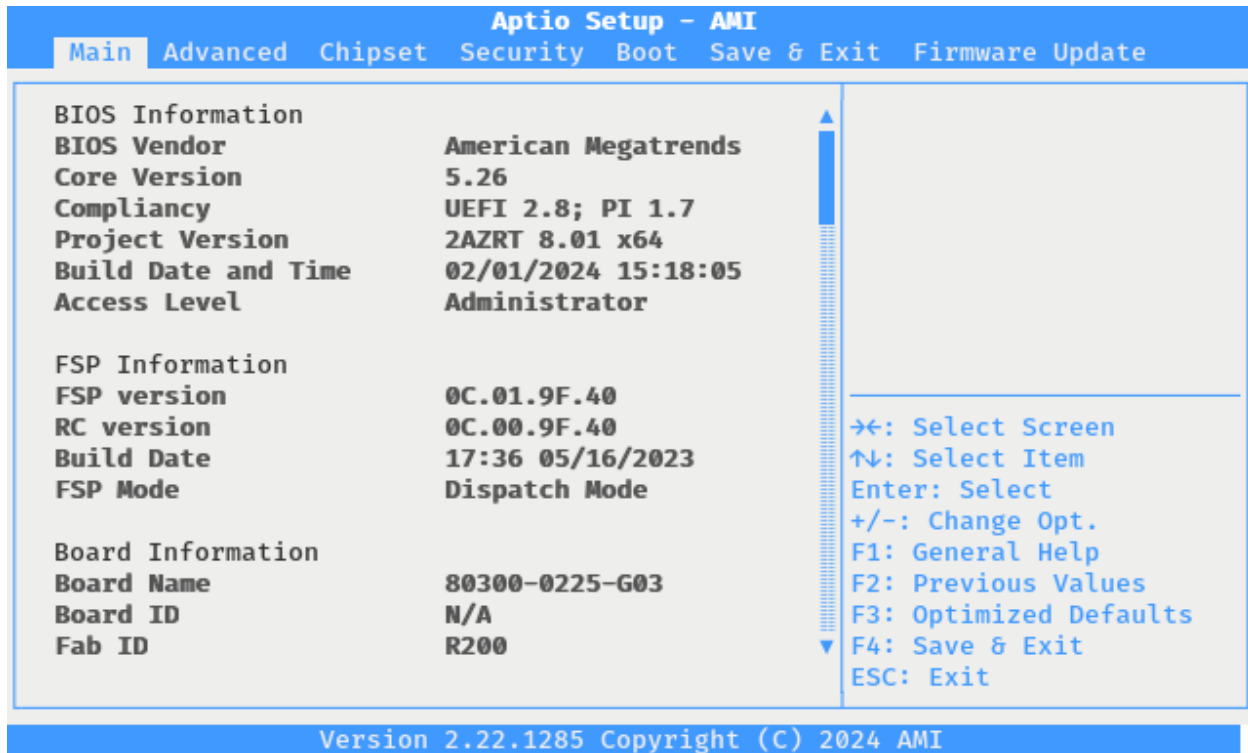 Aptio Setup – AMI
Main Advanced Chipset Security Boot Save & Exit Firmware Update
BIOS Information
BIOS Vendor American Megatrends
Core Version 5.26
Compliancy UEFI 2.8; PI 1.7
Project Version 2AZRT 8.01 x64
Build Date and Time 02/01/2024 15:18:05
Access Level Administrator
FSP Information
FSP version 0C.01.9F.40
RC version 0C.00.9F.40
Build Date 17:36 05/16/2023
FSP Mode Dispatch Mode
Board Information
Board Name 80300-0225-G03
Board ID N/A
Fab ID R200
→←: Select Screen
↑↓: Select Item
Enter: Select
+/-: Change Opt.
F1: General Help
F2: Previous Values
F3: Optimized Defaults
F4: Save & Exit
ESC: Exit
Version 2.22.1285 Copyright (C) 2024 AMI